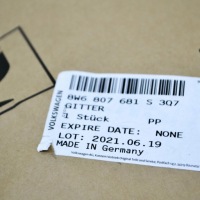 VOLKSWAGEN
8W6 807 681 S 3Q7
GITTER
1 Stück PP
EXPIRE DATE: NONE
LOT: 2021.06.19
MADE IN Germany